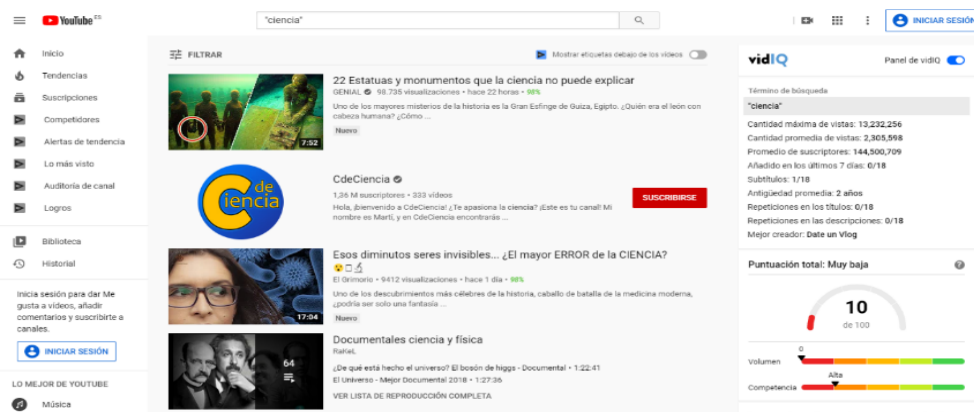 YouTube ES
"ciencia"
INICIAR SESIÓN
Inicio
Tendencias
Suscripciones
Competidores
Alertas de tendencia
Lo más visto
Auditoría de canal
Logros
Biblioteca
Historial
Inicia sesión para dar Me
gusta a vídeos, añadir
comentarios y suscribirte a
canales.
INICIAR SESIÓN
LO MEJOR DE YOUTUBE
Música
FILTRAR
Mostrar etiquetas debajo de los videos
7:52
22 Estatuas y monumentos que la ciencia no puede explicar
GENIAL • 98.735 visualizaciones • hace 22 horas • 98%
Uno de los mayores misterios de la historia es la Gran Esfinge de Guiza, Egipto. ¿Quién era el león con
cabeza humana? ¿Cómo ...
Nuevo
C de
iencia
CdeCiencia
1,36 M suscriptores • 333 vídeos
Hola, ¡bienvenido a CdeCiencia! ¿Te apasiona la ciencia? ¡Este es tu canal! Mi
nombre es Martí, y en CdeCiencia encontrarás ...
SUSCRIBIRSE
17:04
Esos diminutos seres invisibles... ¿El mayor ERROR de la CIENCIA?
El Grimorio • 9412 visualizaciones • hace 1 día • 98%
Uno de los descubrimientos más célebres de la historia, caballo de batalla de la medicina moderna,
¿podría ser solo una fantasía ...
Nuevo
64
Documentales ciencia y física
RaKeL
¿De qué está hecho el universo? El bosón de higgs - Documental • 1:22:41
El Universo - Mejor Documental 2018 • 1:27:36
VER LISTA DE REPRODUCCIÓN COMPLETA
vidIQ
Panel de vidIQ
Término de búsqueda
"ciencia"
Cantidad máxima de vistas: 13,232,256
Cantidad promedia de vistas: 2,305,598
Promedio de suscriptores: 144,500,709
Añadido en los últimos 7 días: 0/18
Subtítulos: 1/18
Antigüedad promedia: 2 años
Repeticiones en los títulos: 0/18
Repeticiones en las descripciones: 0/18
Mejor creador: Date un Vlog
Puntuación total: Muy baja
10
de 100
0
Volumen
Alta
Competencia